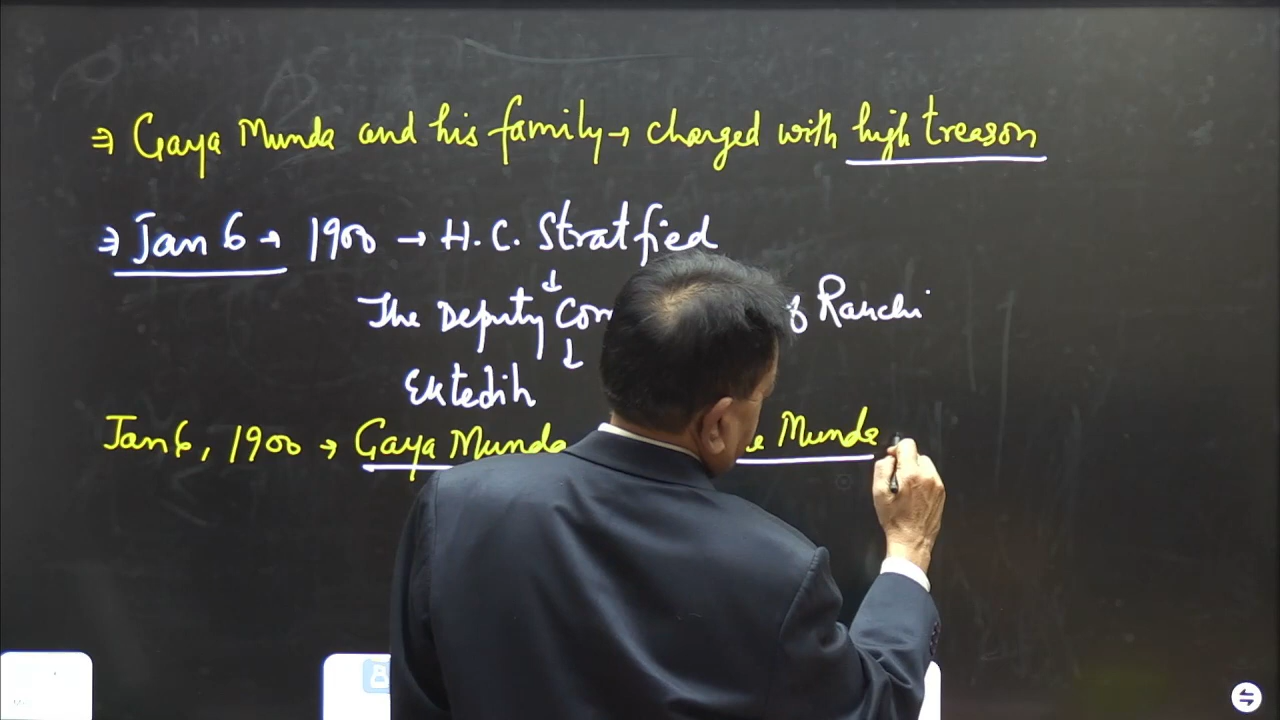 ⇒ Gaya Munda and his family → charged with high treason
⇒ Jan 6 → 1900 → H.C. Stratfied
↓
The Deputy Com of Ranchi
↓
Ektedih
Jan 6, 1900 → Gaya Munda Munda